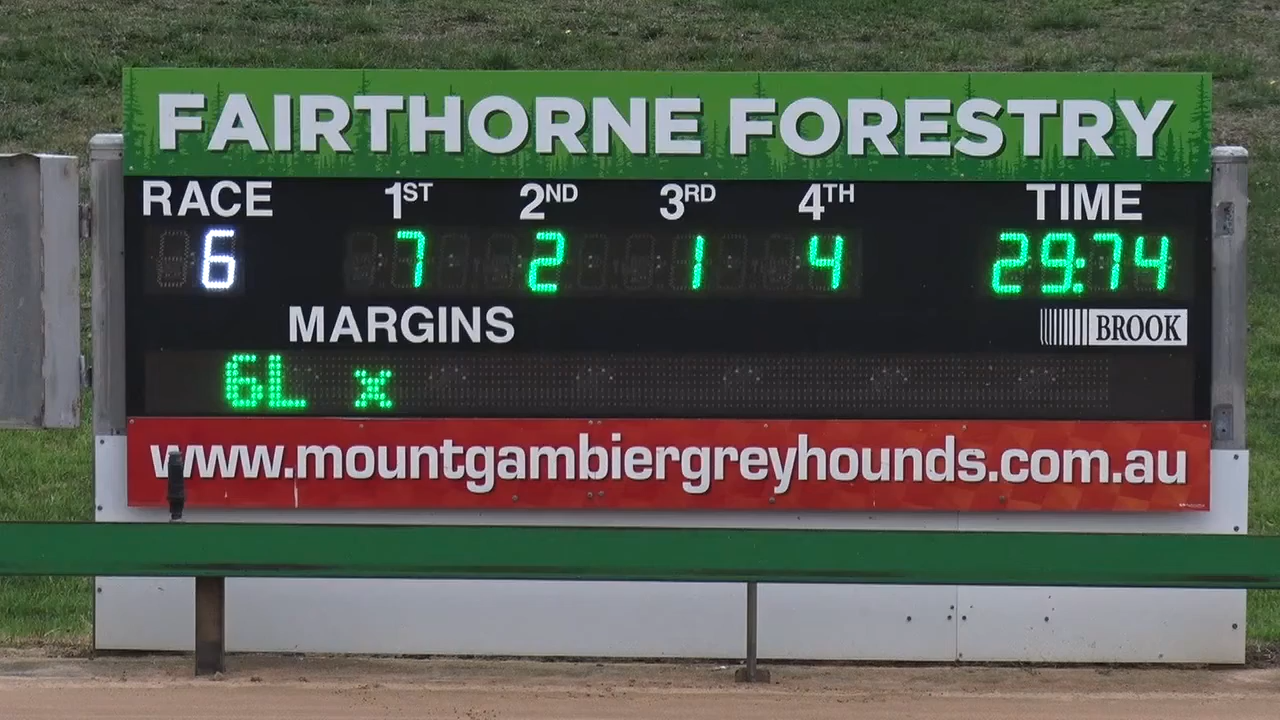 FAIRTHORNE FORESTRY
RACE 1ST 2ND 3RD 4TH TIME
6 7 2 1 4 29:74
MARGINS BROOK
6L x
www.mountgambiergreyhounds.com.au